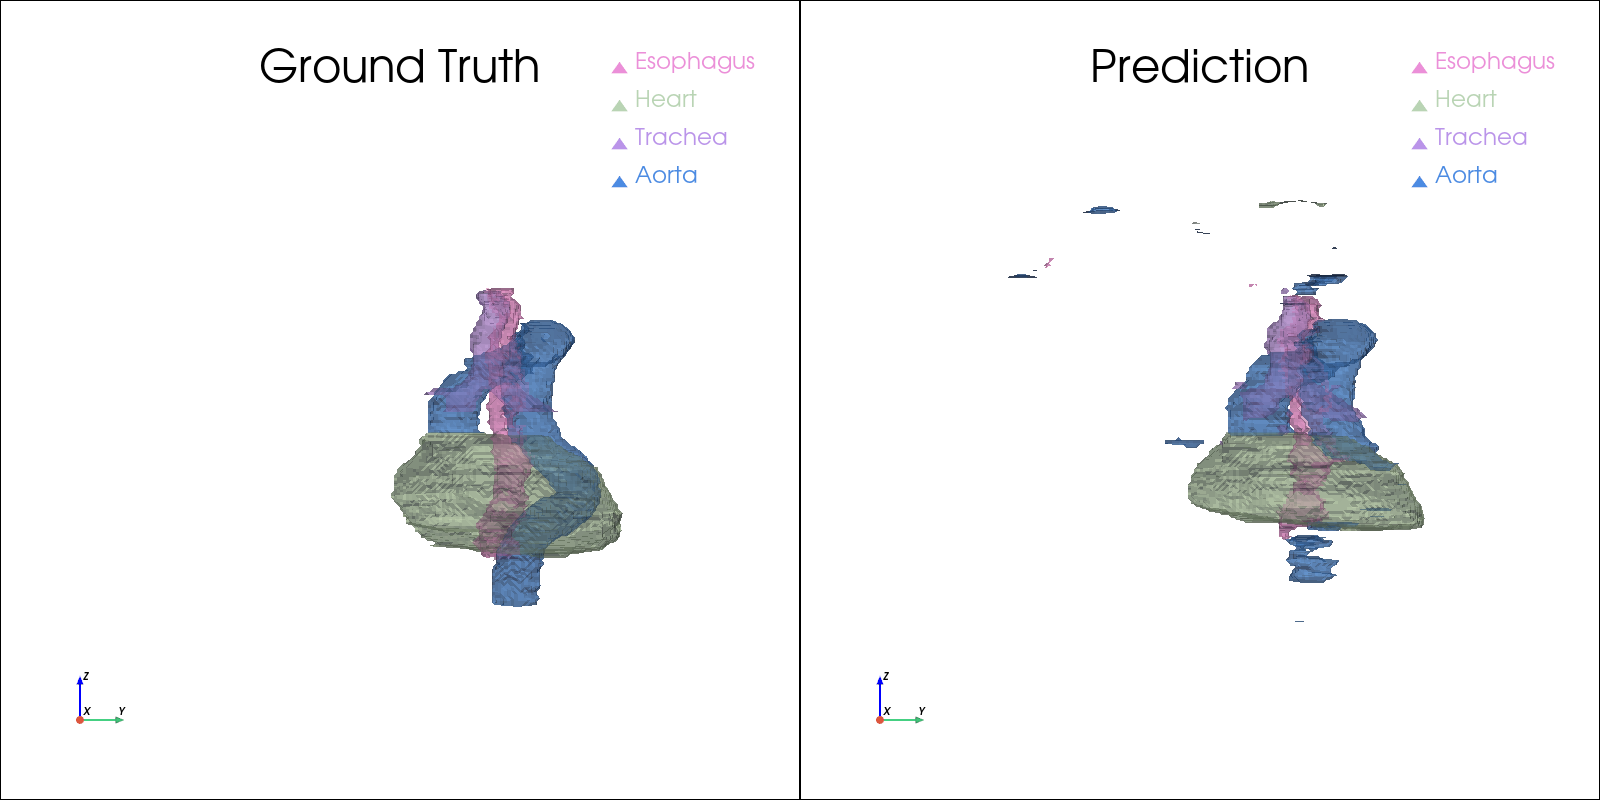 Ground Truth
Esophagus
Heart
Trachea
Aorta
Z
X
Y
Prediction
Esophagus
Heart
Trachea
Aorta
Z
X
Y